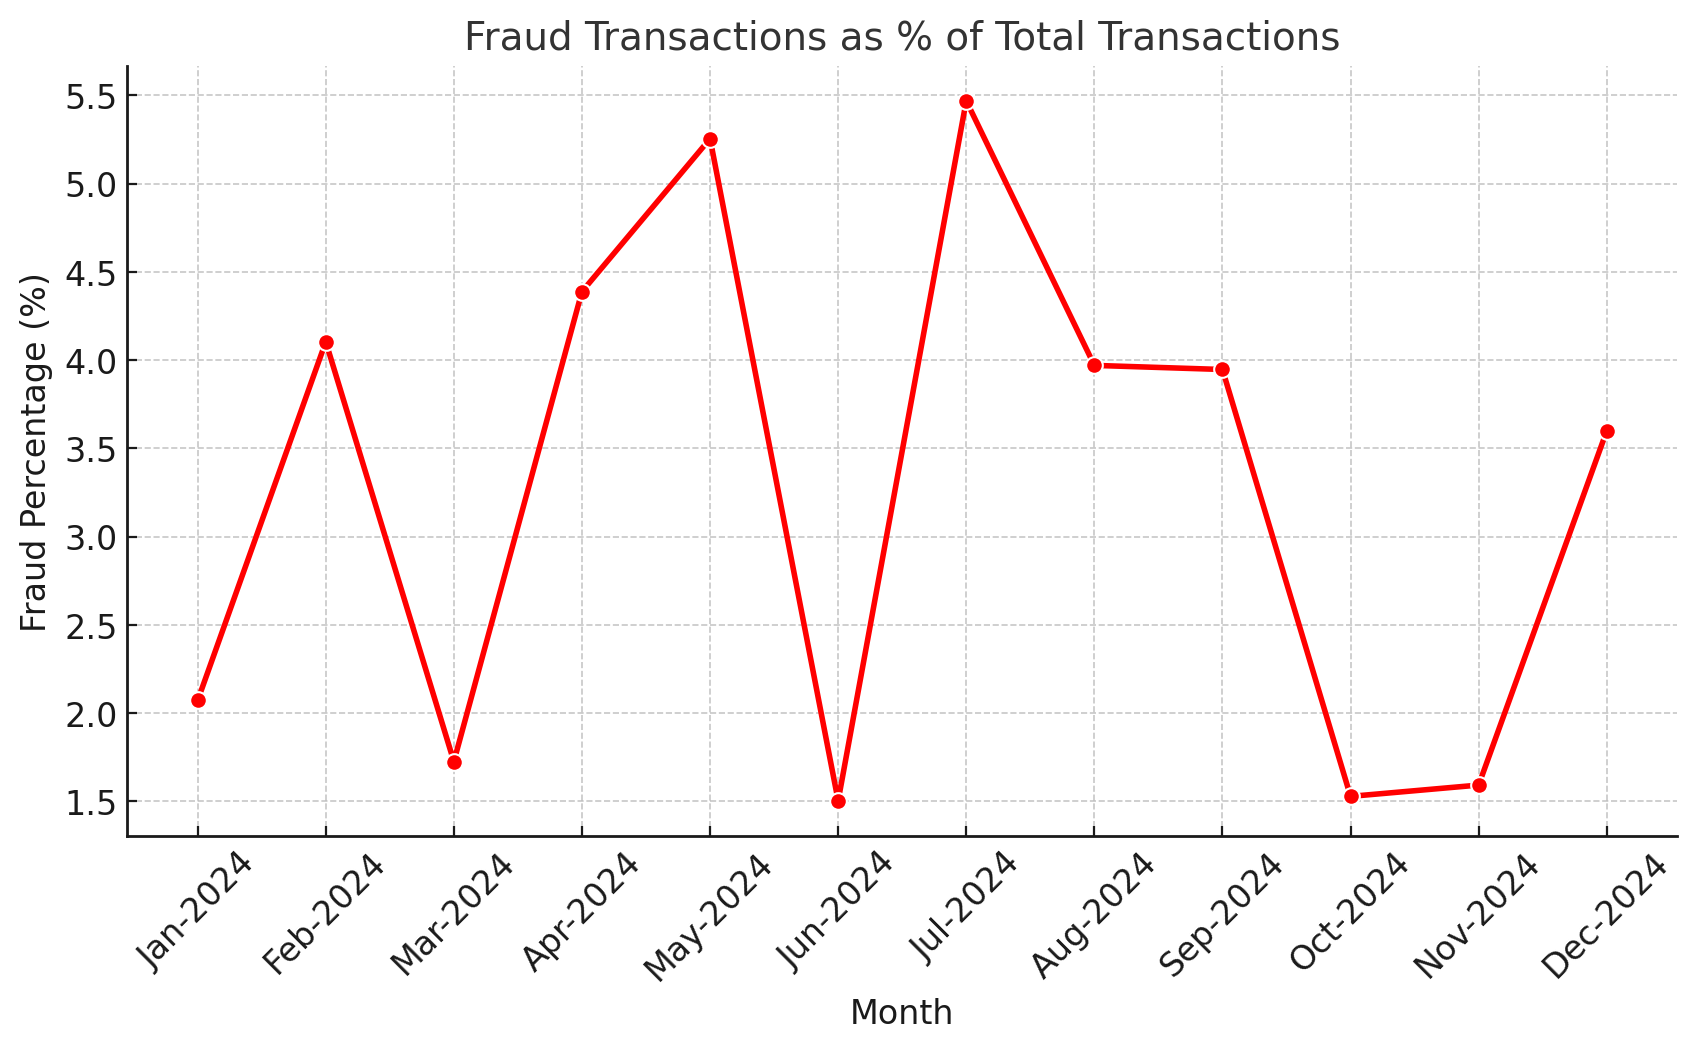 Fraud Transactions as % of Total Transactions
Fraud Percentage (%)
5.5
5.0
4.5
4.0
3.5
3.0
2.5
2.0
1.5
Jan-2024
Feb-2024
Mar-2024
Apr-2024
May-2024
Jun-2024
Jul-2024
Aug-2024
Sep-2024
Oct-2024
Nov-2024
Dec-2024
Month